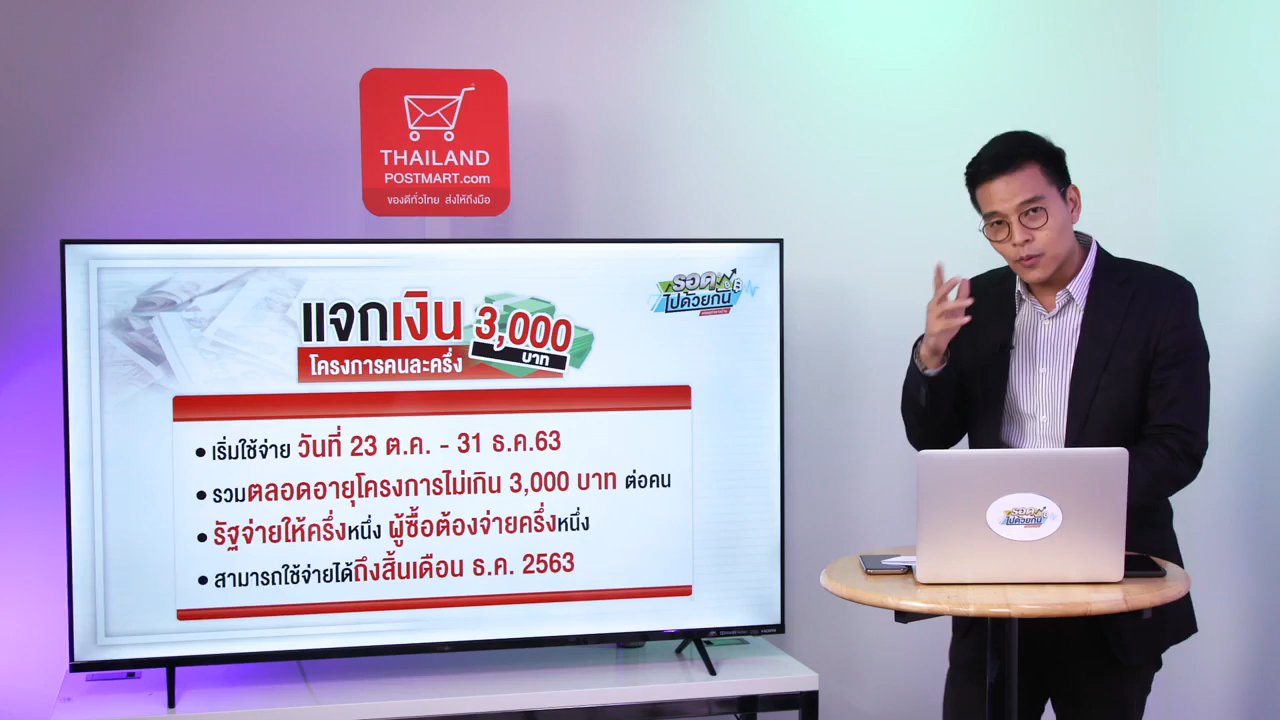 THAILAND
POSTMART.com
ของดีทั่วไทย ส่งให้ถึงมือ
รอด
ไปด้วยกัน
แจกเงิน 3,000
บาท
โครงการคนละครึ่ง
• เริ่มใช้จ่าย วันที่ 23 ต.ค. - 31 ธ.ค.63
• รวมตลอดอายุโครงการไม่เกิน 3,000 บาท ต่อคน
• รัฐจ่ายให้ครึ่งหนึ่ง ผู้ซื้อต้องจ่ายครึ่งหนึ่ง
• สามารถใช้จ่ายได้ถึงสิ้นเดือน ธ.ค. 2563
รอด
ไปด้วยกัน